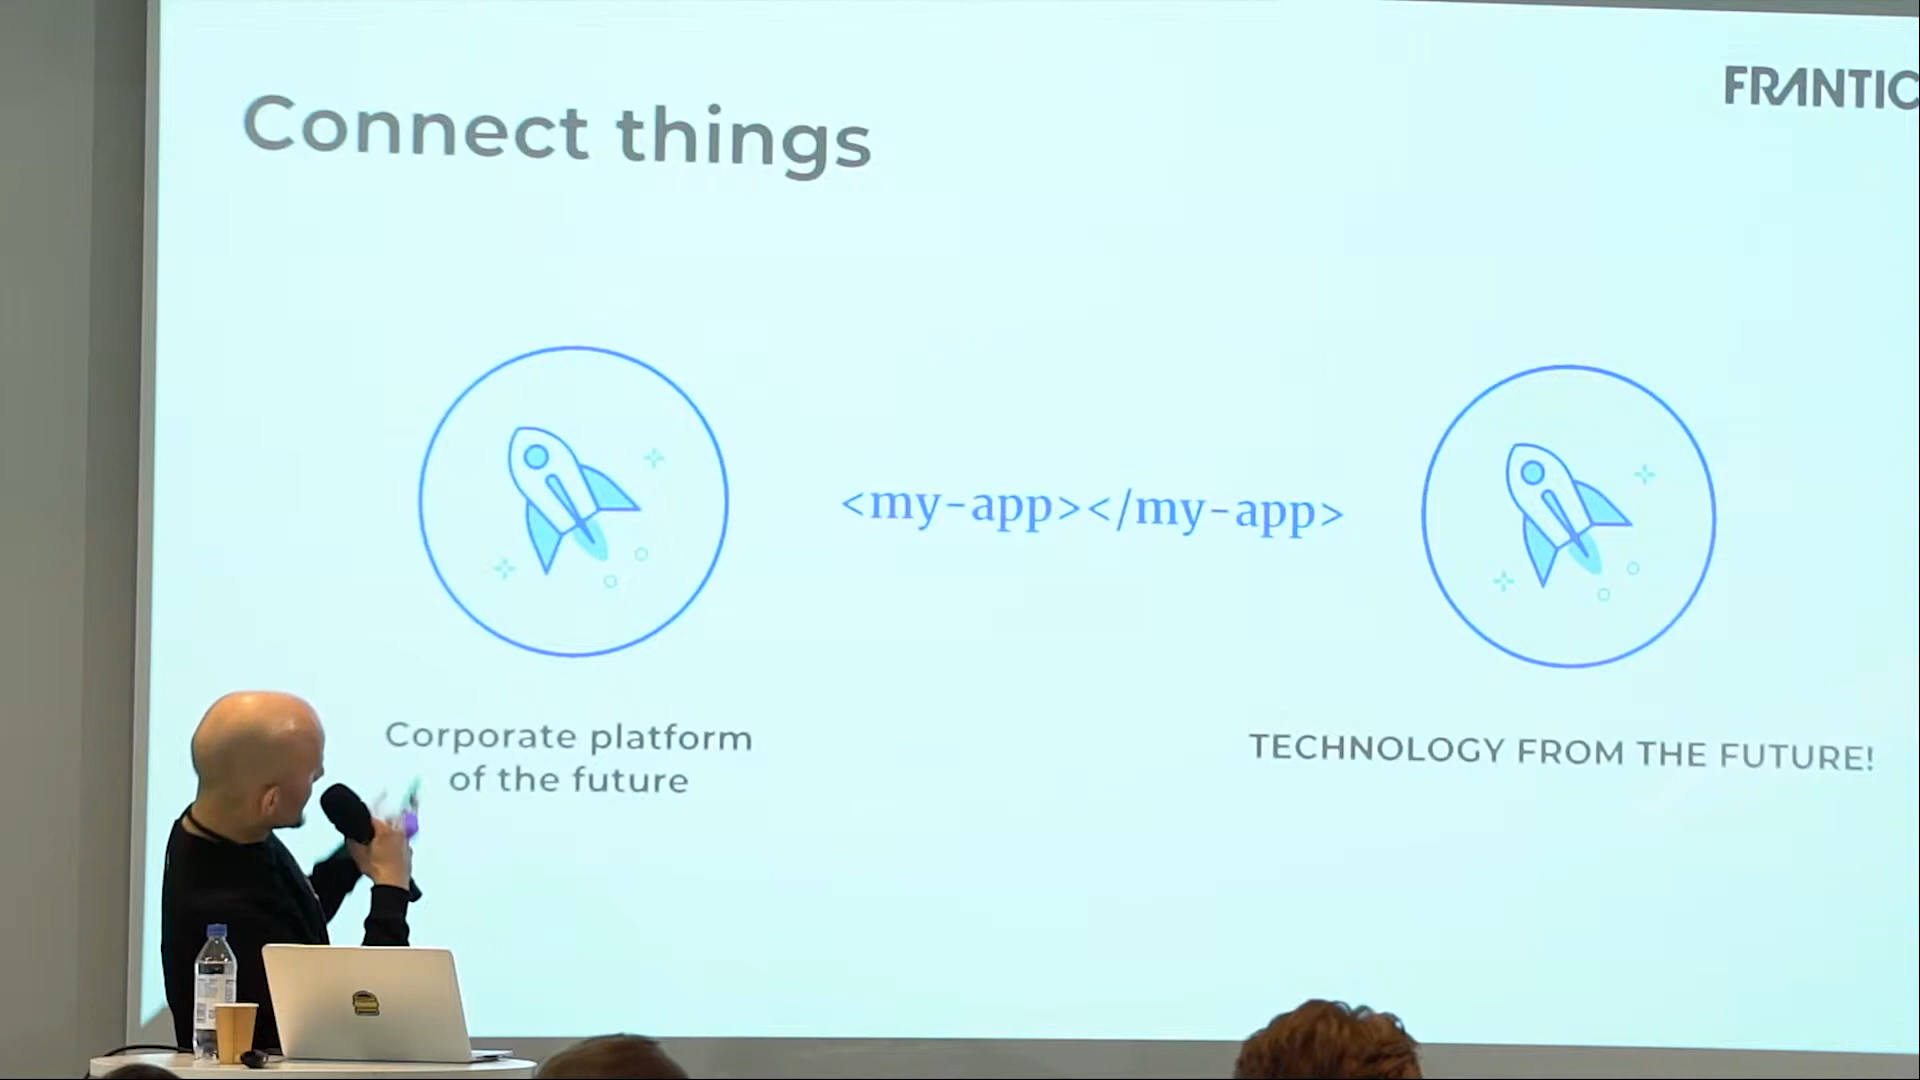 FRANTIC
Connect things
<my-app></my-app>
Corporate platform
of the future
TECHNOLOGY FROM THE FUTURE!